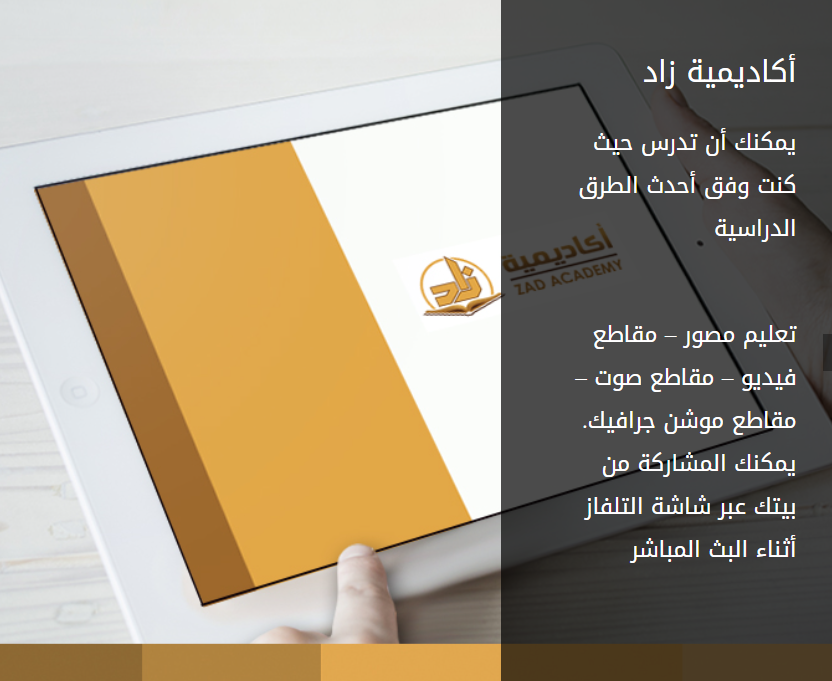 أكاديمية زاد
يمكنك أن تدرس حيث
كنت وفق أحدث الطرق
الدراسية
تعليم مصور – مقاطع
فيديو – مقاطع صوت –
مقاطع موشن جرافيك.
يمكنك المشاركة من
بيتك عبر شاشة التلفاز
أثناء البث المباشر
زاد
أكاديمية
ZAD ACADEMY